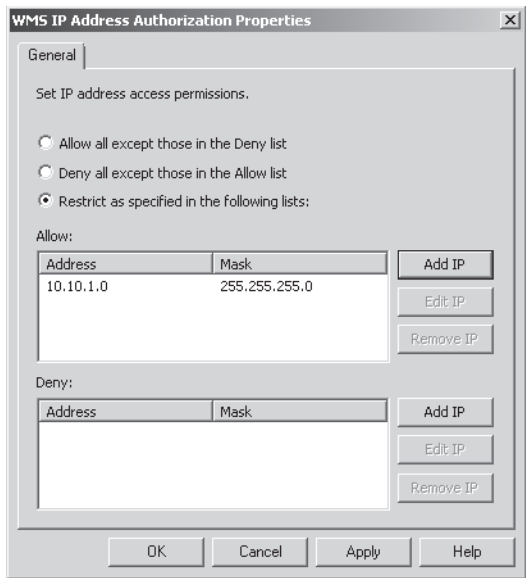 WMS IP Address Authorization Properties
General
Set IP address access permissions.
Allow all except those in the Deny list
Deny all except those in the Allow list
Restrict as specified in the following lists:
Allow:
Address Mask
10.10.1.0 255.255.255.0
Add IP
Edit IP
Remove IP
Deny:
Address Mask
Add IP
Edit IP
Remove IP
OK Cancel Apply Help